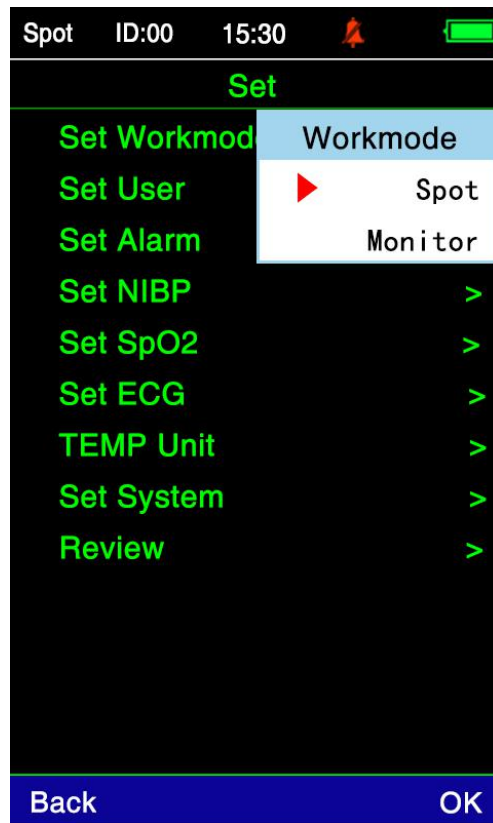 Spot ID:00 15:30
Set
Set Workmod
Workmode
Set User
Spot
Set Alarm
Monitor
Set NIBP >
Set SpO2 >
Set ECG >
TEMP Unit >
Set System >
Review >
Back OK